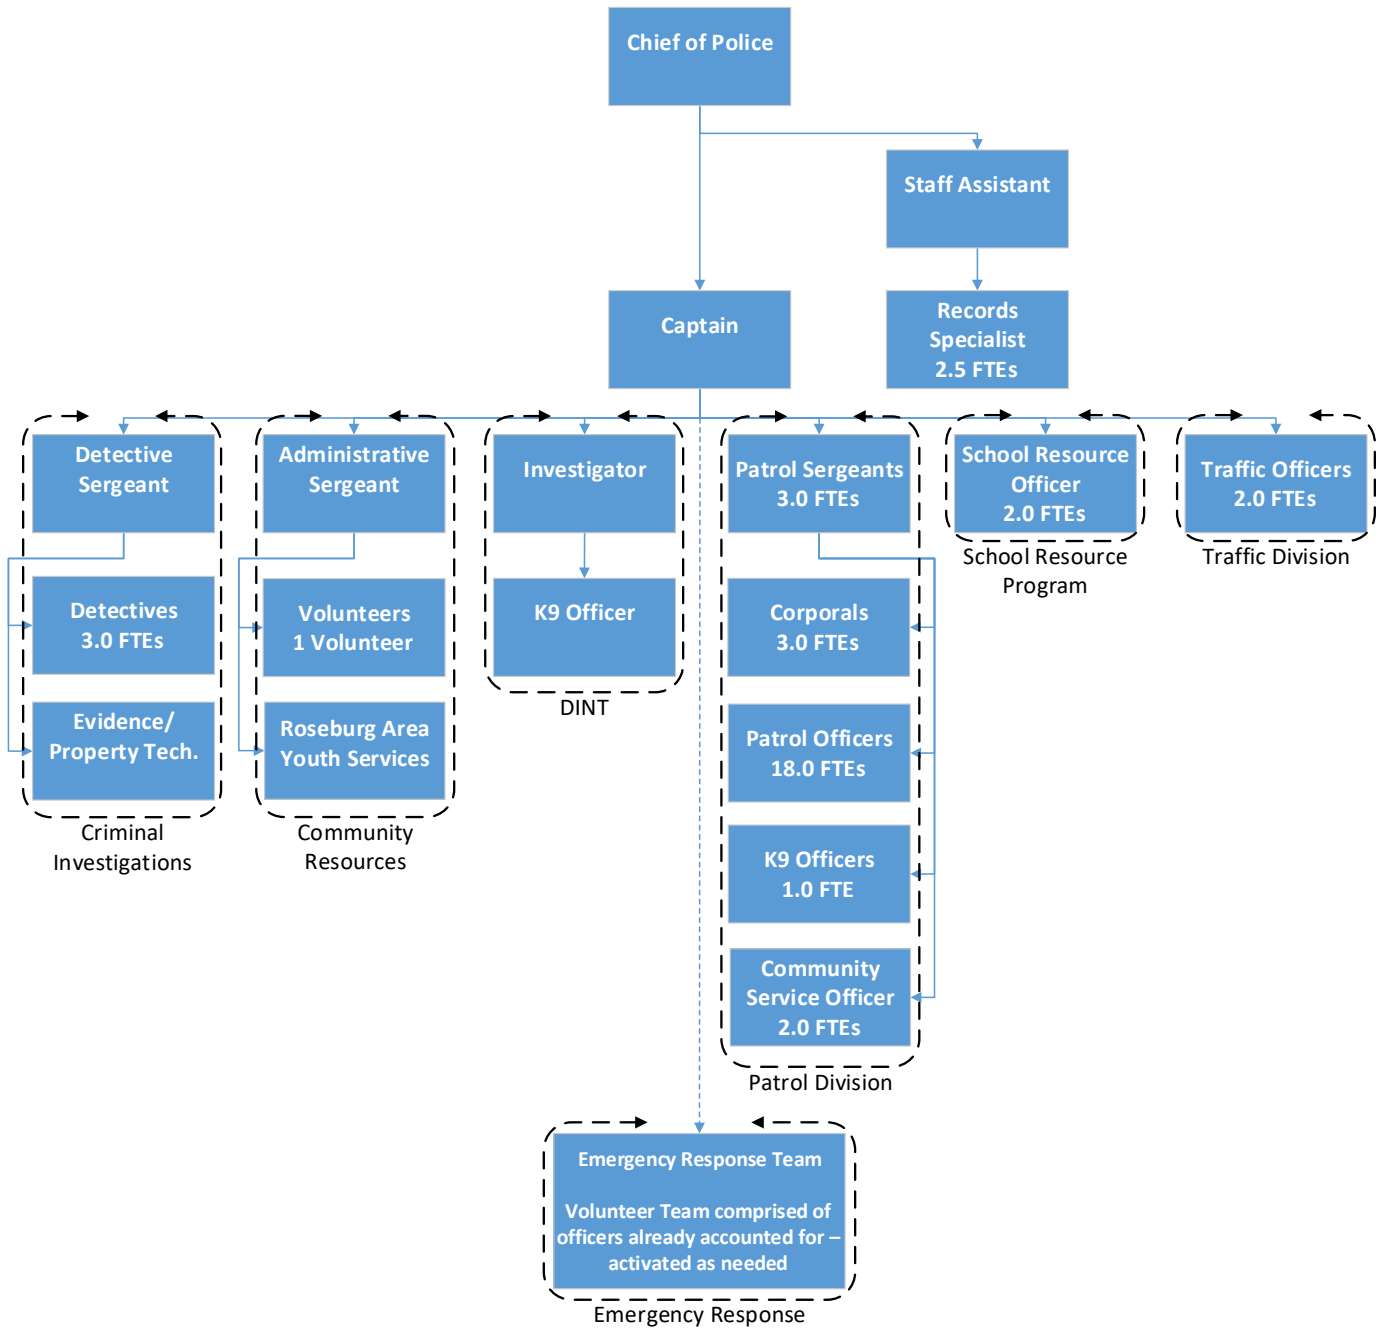 Chief of Police
Staff Assistant
Captain
Records
Specialist
2.5 FTEs
Detective
Sergeant
Administrative
Sergeant
Investigator
Patrol Sergeants
3.0 FTEs
School Resource
Officer
2.0 FTEs
Traffic Officers
2.0 FTEs
School Resource
Program
Traffic Division
Detectives
3.0 FTEs
Volunteers
1 Volunteer
K9 Officer
Corporals
3.0 FTEs
DINT
Evidence/
Property Tech.
Roseburg Area
Youth Services
Patrol Officers
18.0 FTEs
Criminal
Investigations
Community
Resources
K9 Officers
1.0 FTE
Community
Service Officer
2.0 FTEs
Patrol Division
Emergency Response Team
Volunteer Team comprised of
officers already accounted for –
activated as needed
Emergency Response